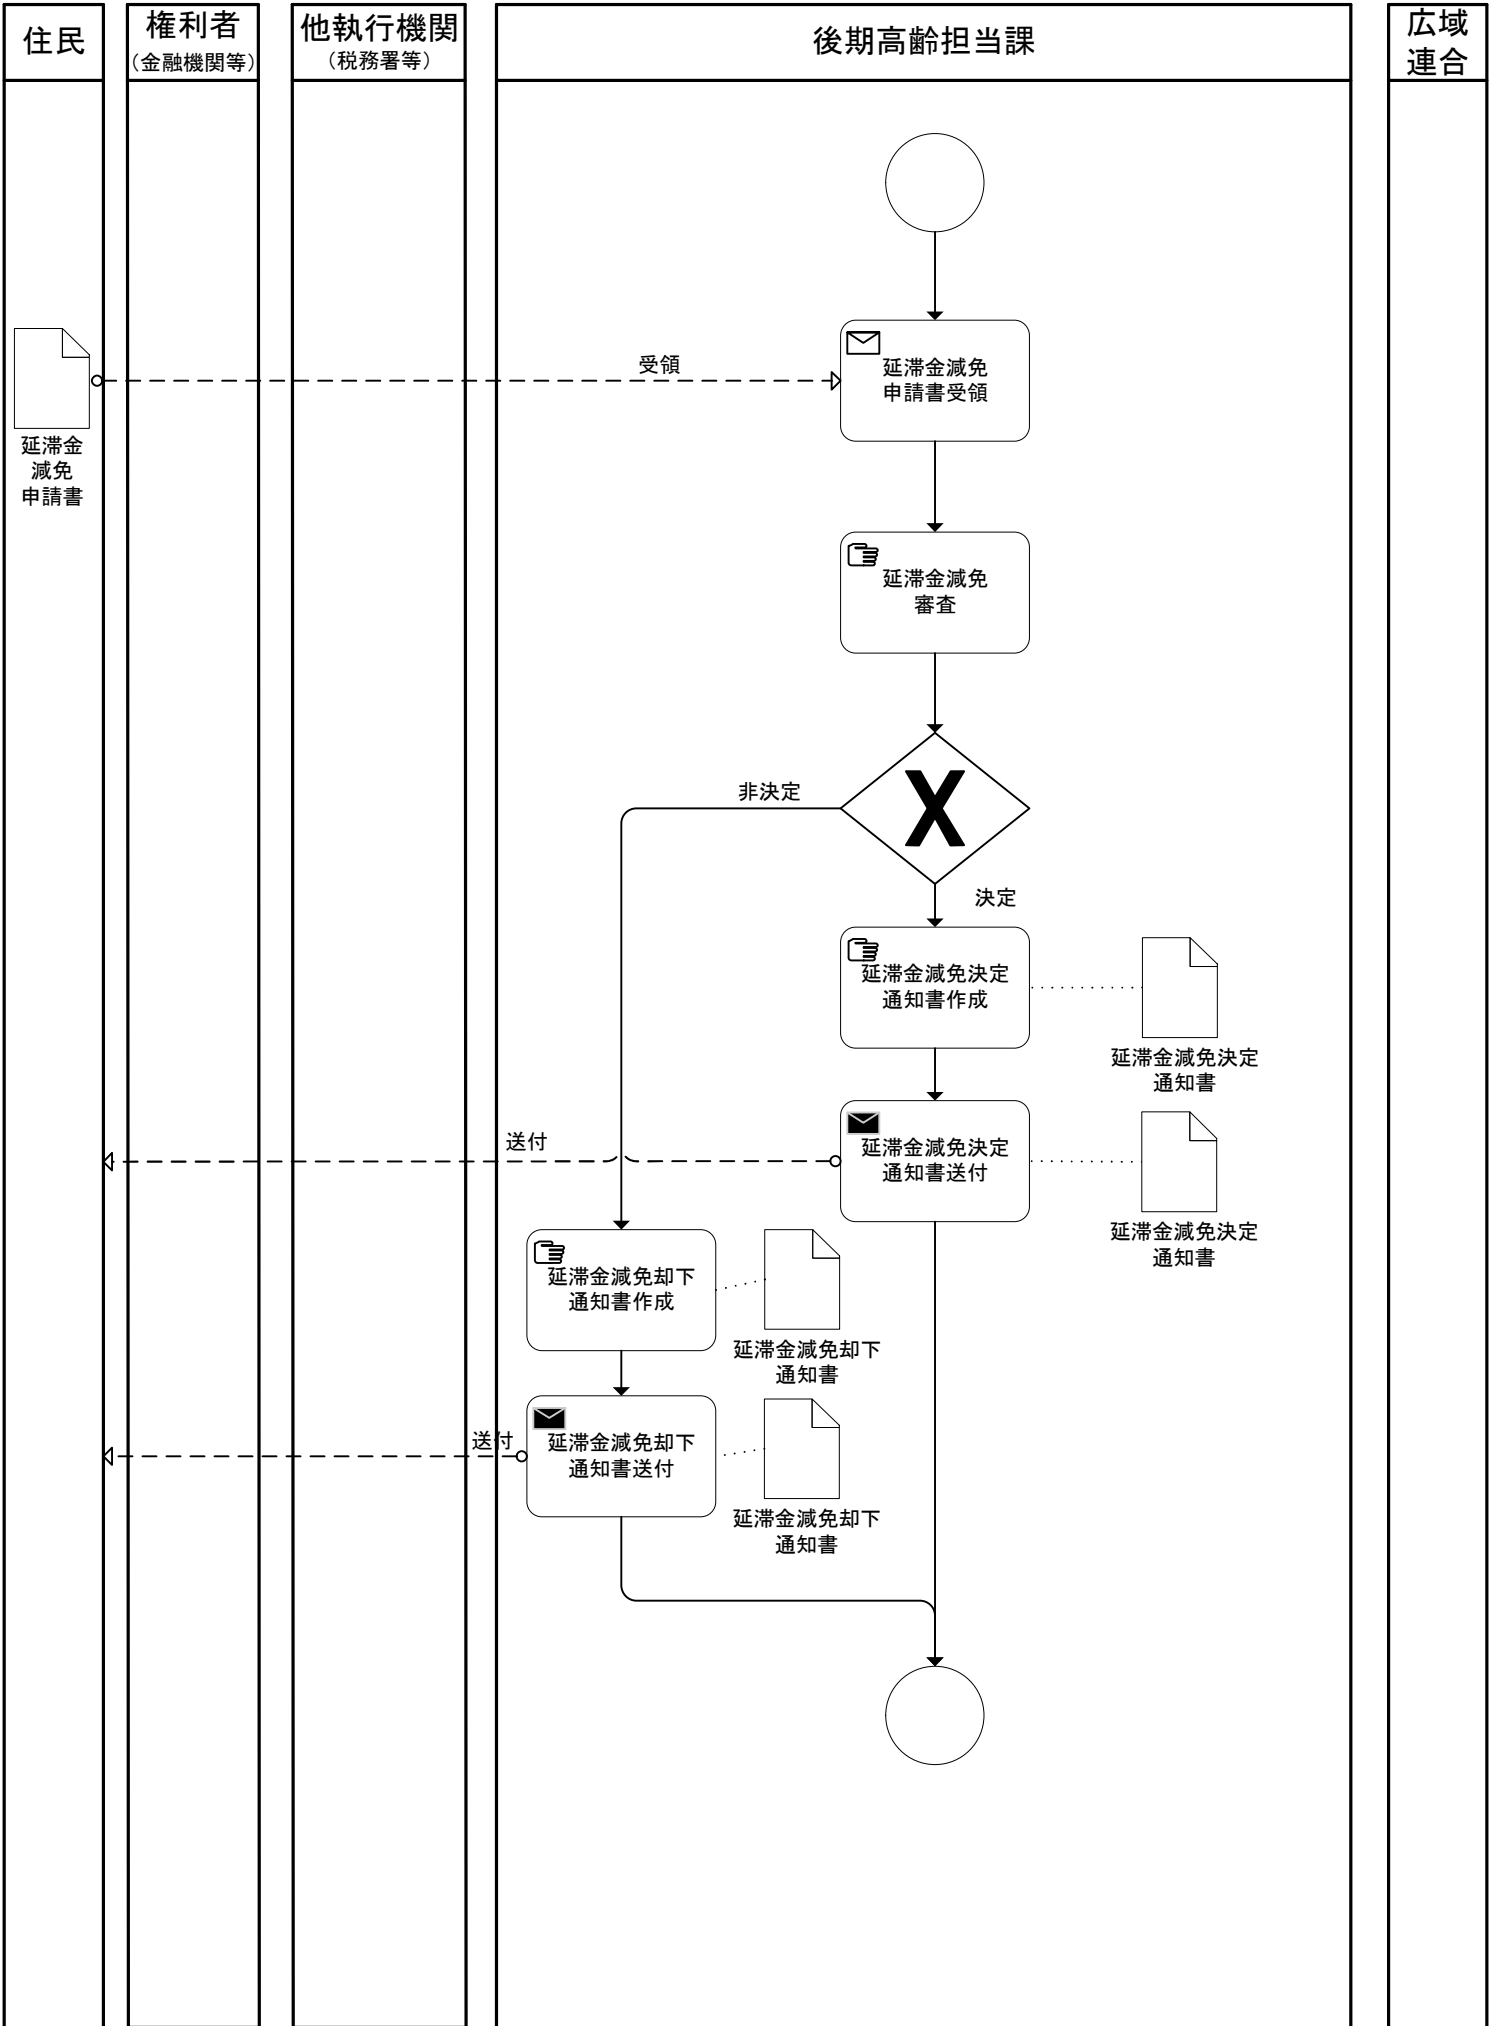 住民
権利者
（金融機関等）
他執行機関
（税務署等）
後期高齢担当課
広域
連合
受領
延滞金減免
申請書受領
延滞金
減免
申請書
延滞金減免
審査
非決定
X
決定
延滞金減免決定
通知書作成
延滞金減免決定
通知書
送付
延滞金減免決定
通知書送付
延滞金減免決定
通知書
延滞金減免却下
通知書作成
延滞金減免却下
通知書
送付
延滞金減免却下
通知書送付
延滞金減免却下
通知書